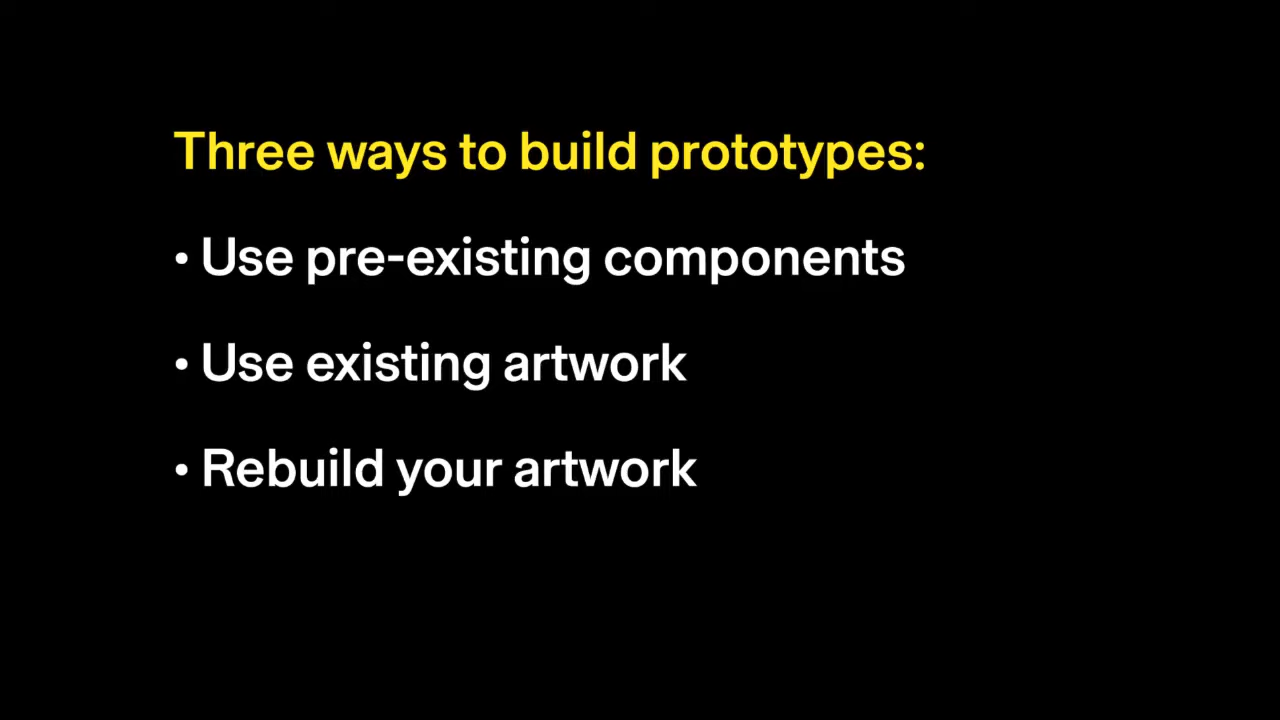 Three ways to build prototypes:
• Use pre-existing components
• Use existing artwork
• Rebuild your artwork